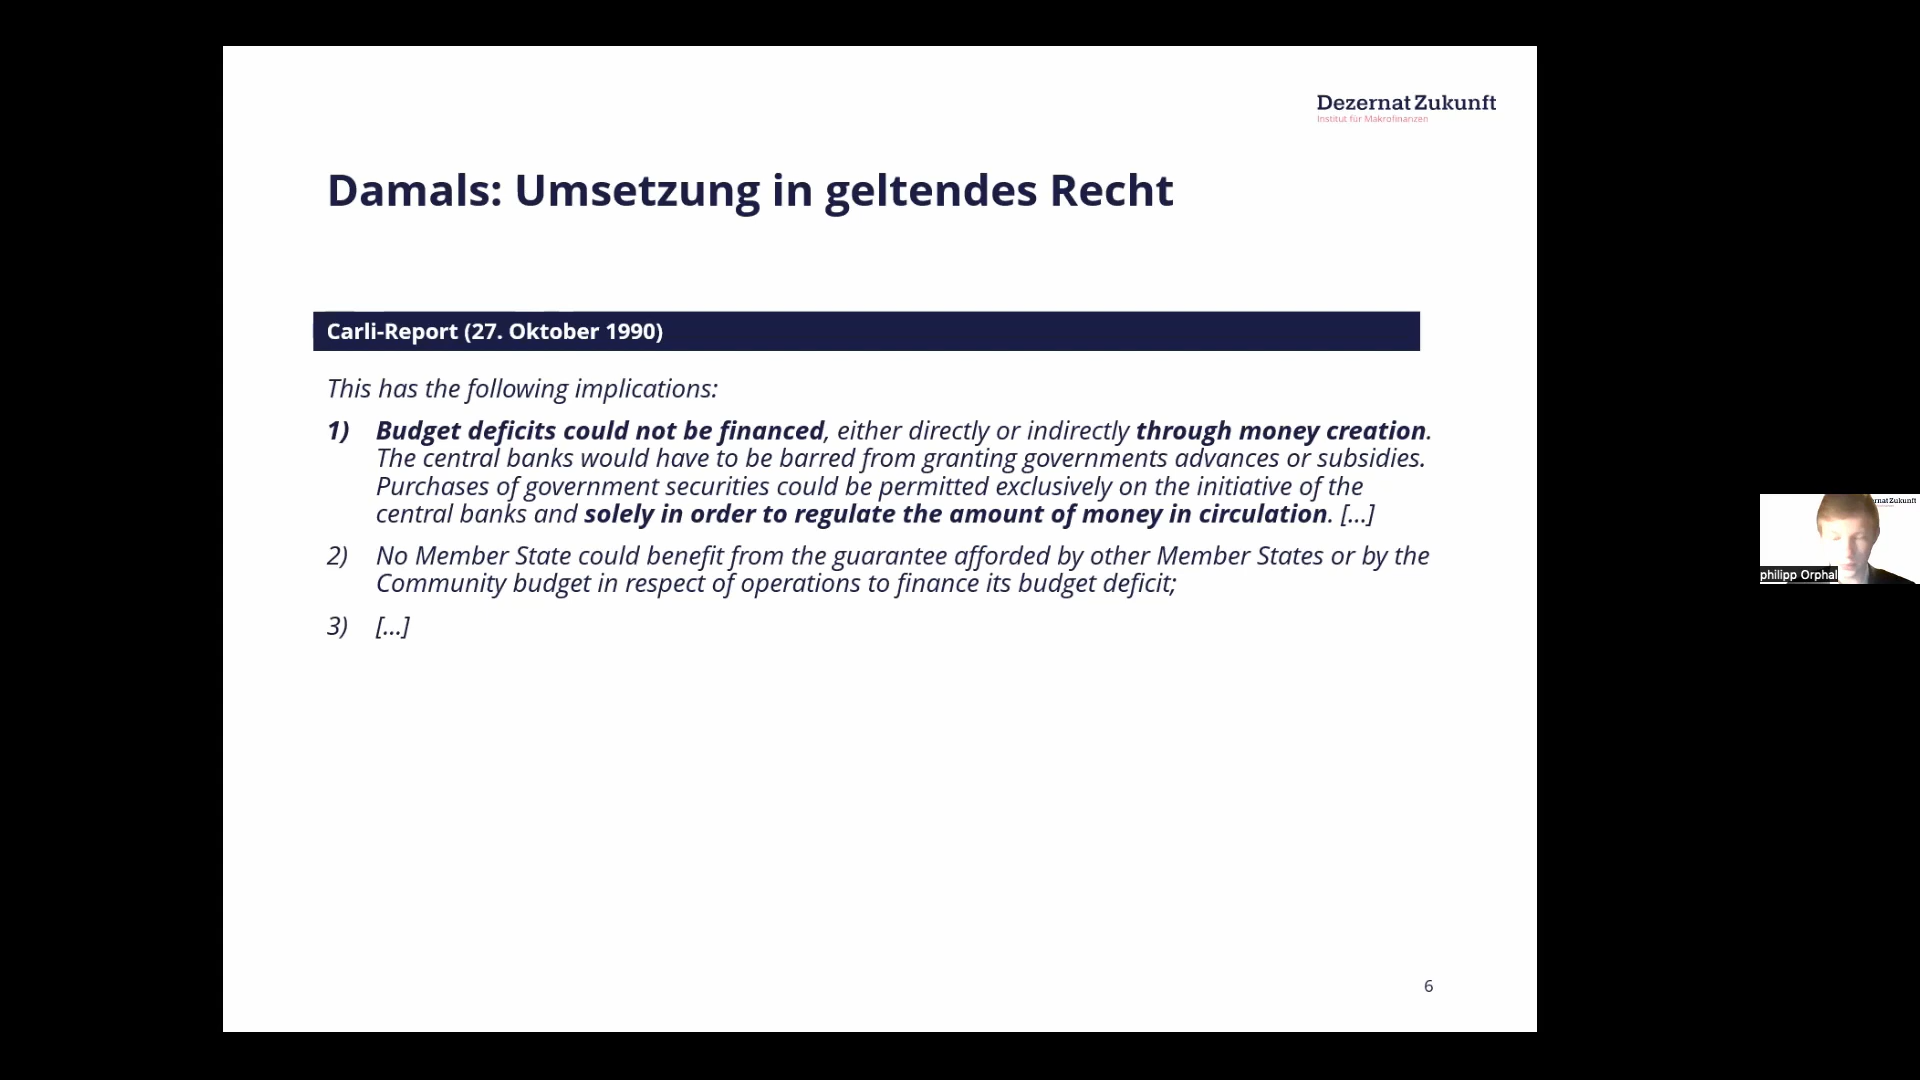 Dezernat Zukunft
Institut für Makrofinanzen
Damals: Umsetzung in geltendes Recht
Carli-Report (27. Oktober 1990)
This has the following implications:
1) Budget deficits could not be financed, either directly or indirectly through money creation.
The central banks would have to be barred from granting governments advances or subsidies.
Purchases of government securities could be permitted exclusively on the initiative of the
central banks and solely in order to regulate the amount of money in circulation. [...]
2) No Member State could benefit from the guarantee afforded by other Member States or by the
Community budget in respect of operations to finance its budget deficit;
3) [...]
6
rnat Zukunft
philipp Orphal